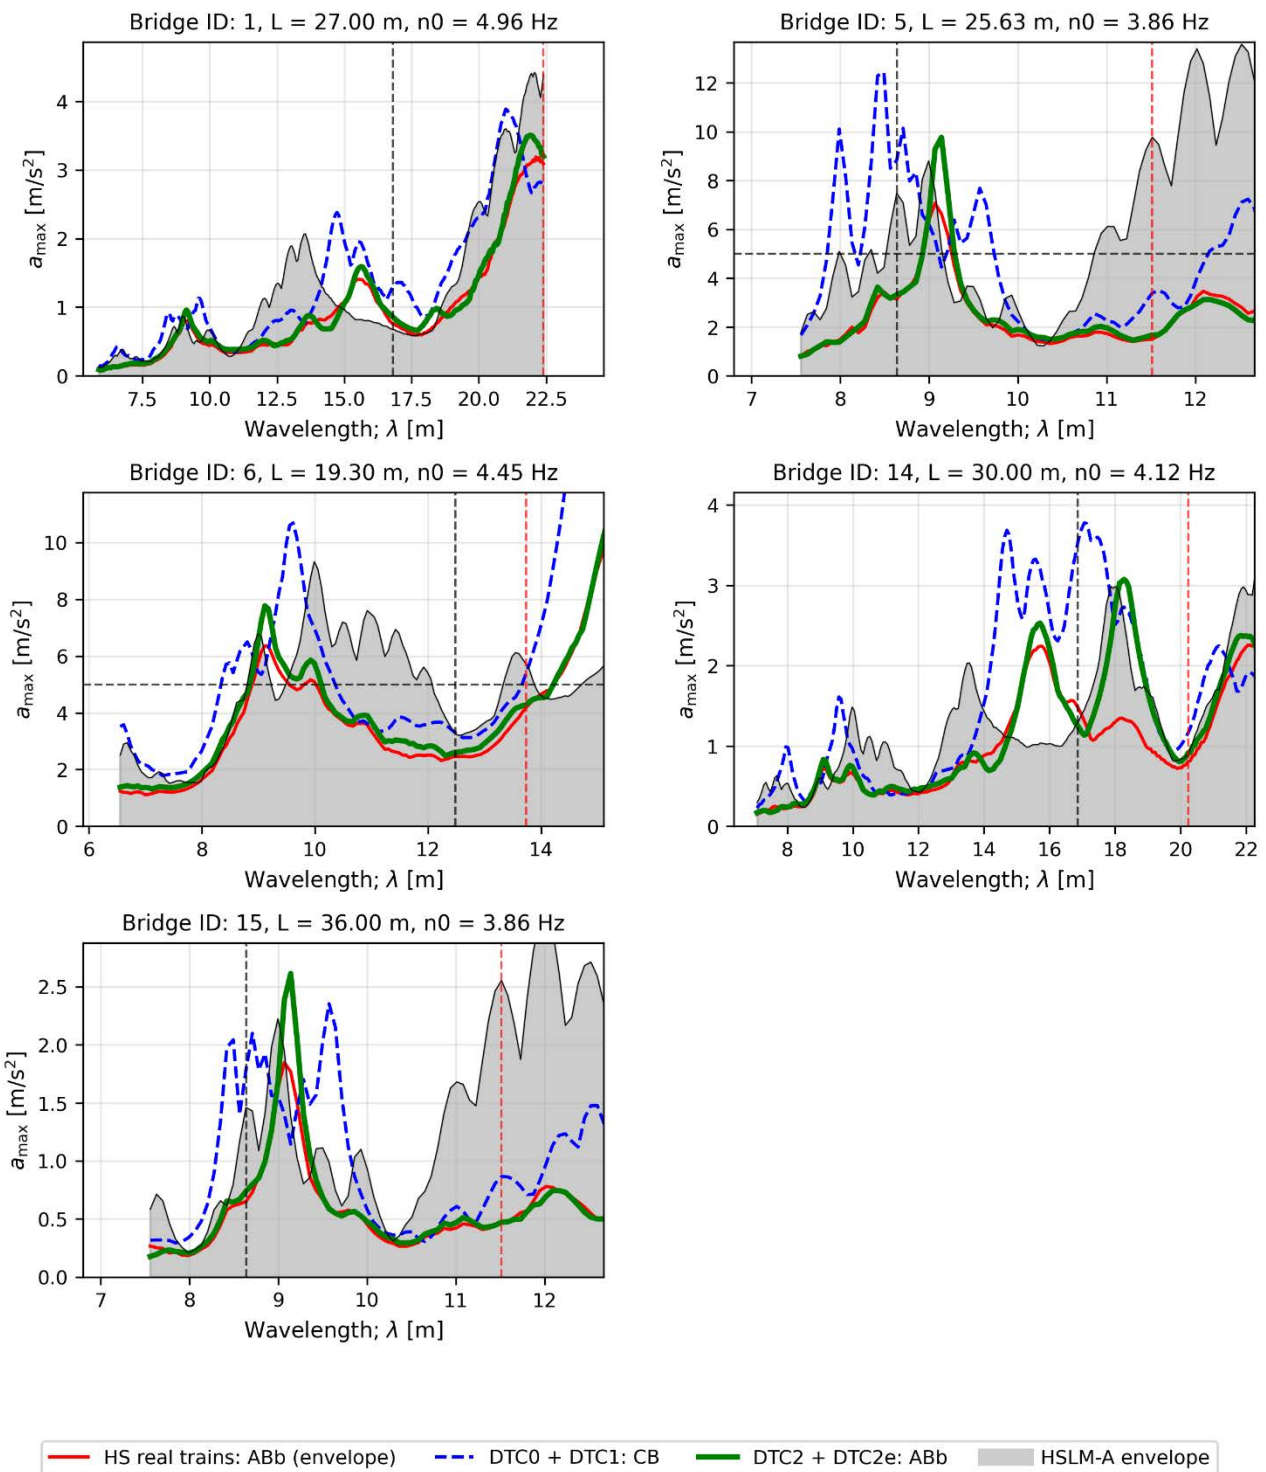 Bridge ID: 1, L = 27.00 m, n0 = 4.96 Hz
4
3
2
1
0
a_max [m/s²]
7.5 10.0 12.5 15.0 17.5 20.0 22.5
Wavelength; λ [m]
Bridge ID: 5, L = 25.63 m, n0 = 3.86 Hz
12
10
8
6
4
2
0
a_max [m/s²]
7 8 9 10 11 12
Wavelength; λ [m]
Bridge ID: 6, L = 19.30 m, n0 = 4.45 Hz
10
8
6
4
2
0
a_max [m/s²]
6 8 10 12 14
Wavelength; λ [m]
Bridge ID: 14, L = 30.00 m, n0 = 4.12 Hz
4
3
2
1
0
a_max [m/s²]
8 10 12 14 16 18 20 22
Wavelength; λ [m]
Bridge ID: 15, L = 36.00 m, n0 = 3.86 Hz
2.5
2.0
1.5
1.0
0.5
0.0
a_max [m/s²]
7 8 9 10 11 12
Wavelength; λ [m]
HS real trains: ABb (envelope) DTC0 + DTC1: CB DTC2 + DTC2e: ABb HSLM-A envelope